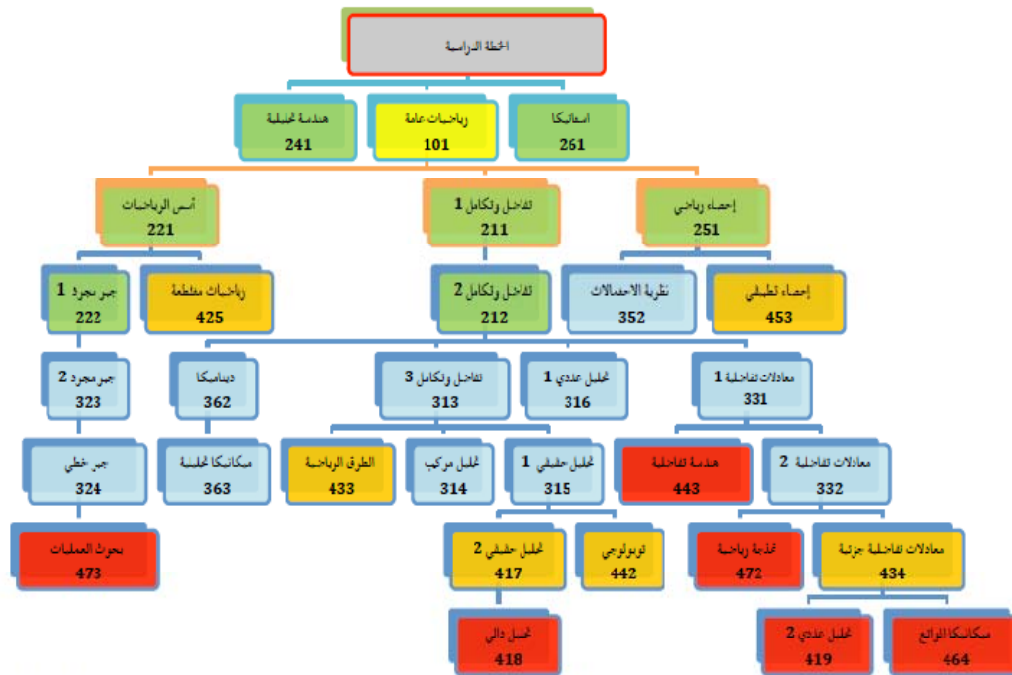 الخطة الدراسية
استاتيكا
261
رياضيات عامة
101
هندسة تحليلية
241
إحصاء رياضي
251
تفاضل وتكامل 1
211
أسس الرياضيات
221
إحصاء تطبيقي
453
نظرية الاحتمالات
352
تفاضل وتكامل 2
212
رياضيات متقطعة
425
جبر مجرد 1
222
معادلات تفاضلية 1
331
تحليل عددي 1
316
تفاضل وتكامل 3
313
ديناميكا
362
جبر مجرد 2
323
معادلات تفاضلية 2
332
هندسة تفاضلية
443
تحليل حقيقي 1
315
تحليل مركب
314
الطرق الرياضية
433
ميكانيكا تحليلية
363
جبر خطي
324
معادلات تفاضلية جزئية
434
نمذجة رياضية
472
توبولوجي
442
تحليل حقيقي 2
417
بحوث العمليات
473
ميكانيكا الموائع
464
تحليل عددي 2
419
تحليل دالي
418